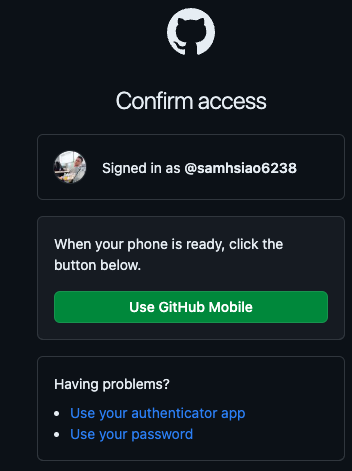 Confirm access
Signed in as @samhsiao6238
When your phone is ready, click the
button below.
Use GitHub Mobile
Having problems?
• Use your authenticator app
• Use your password